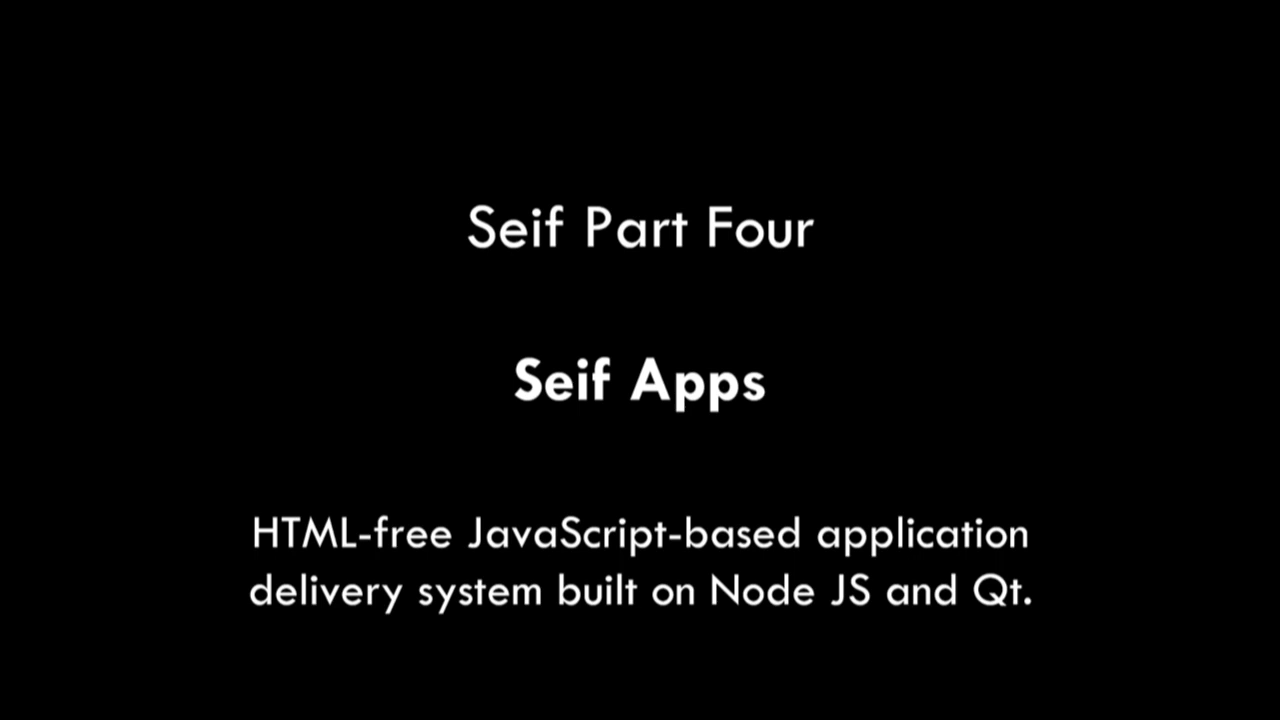 Seif Part Four
Seif Apps
HTML-free JavaScript-based application
delivery system built on Node JS and Qt.